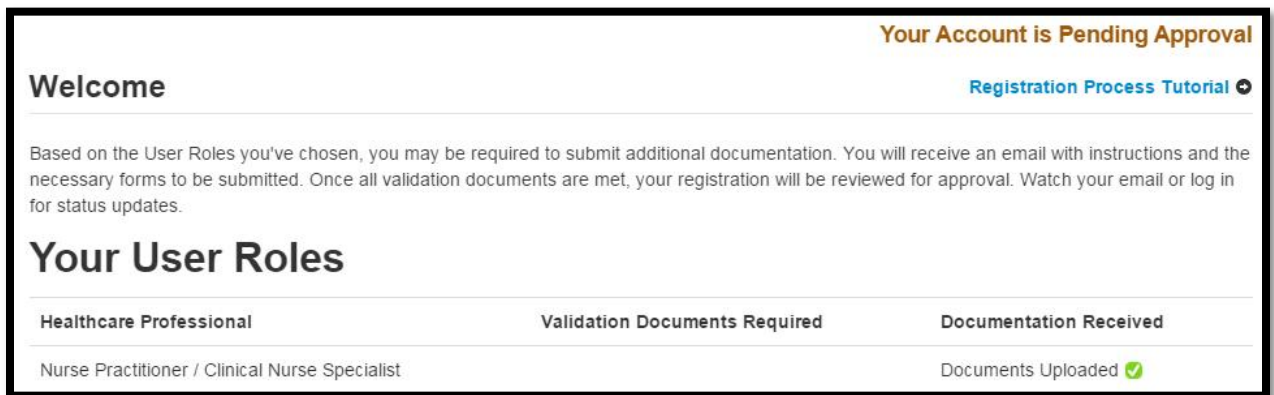 Your Account is Pending Approval
Welcome
Registration Process Tutorial
Based on the User Roles you've chosen, you may be required to submit additional documentation. You will receive an email with instructions and the
necessary forms to be submitted. Once all validation documents are met, your registration will be reviewed for approval. Watch your email or log in
for status updates.
Your User Roles
Healthcare Professional Validation Documents Required Documentation Received
Nurse Practitioner / Clinical Nurse Specialist Documents Uploaded